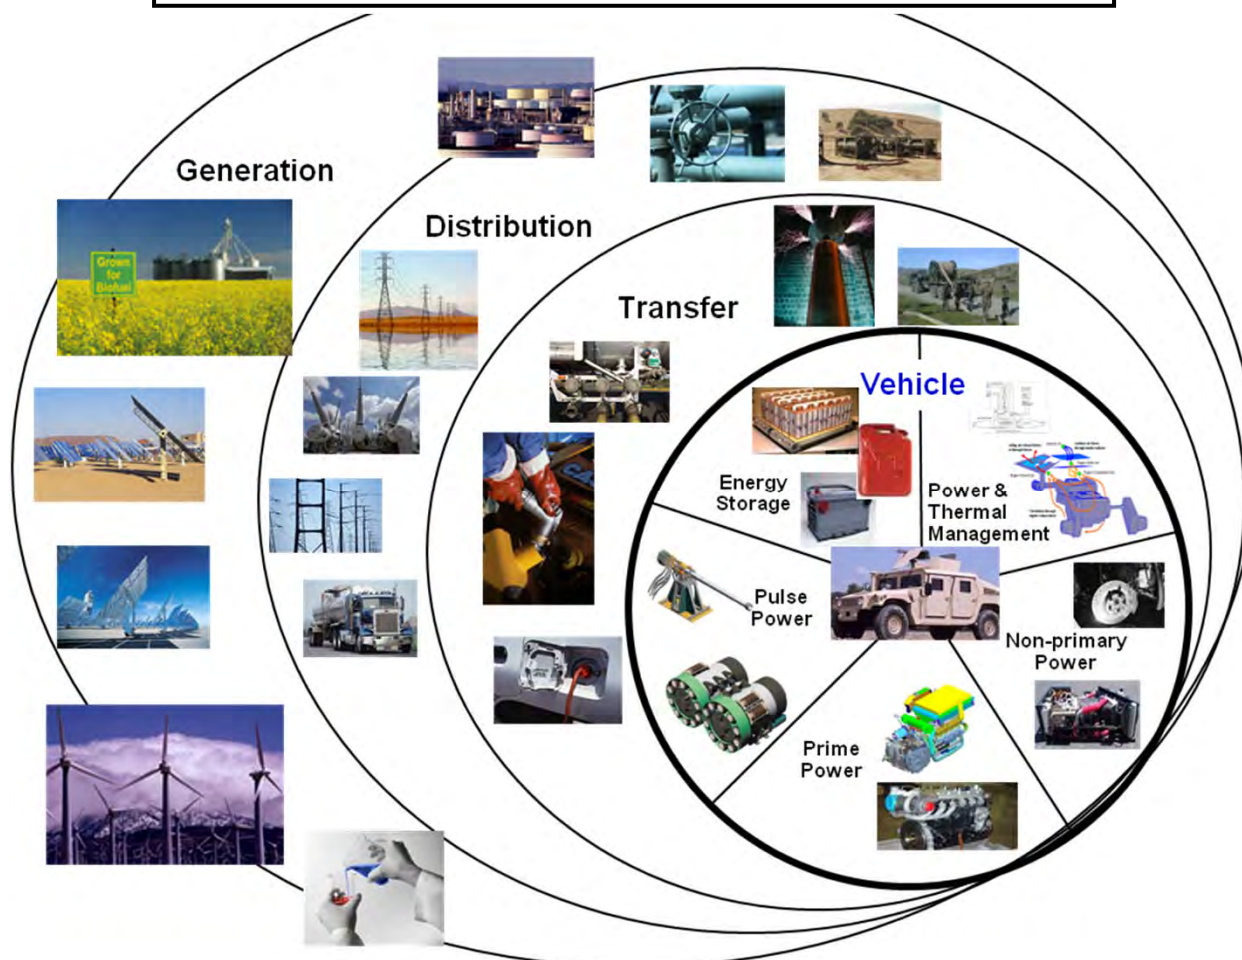 Generation
Distribution
Grown
for
Biofuel
Transfer
Vehicle
Energy
Storage
Power &
Thermal
Management
Pulse
Power
Non-primary
Power
Prime
Power